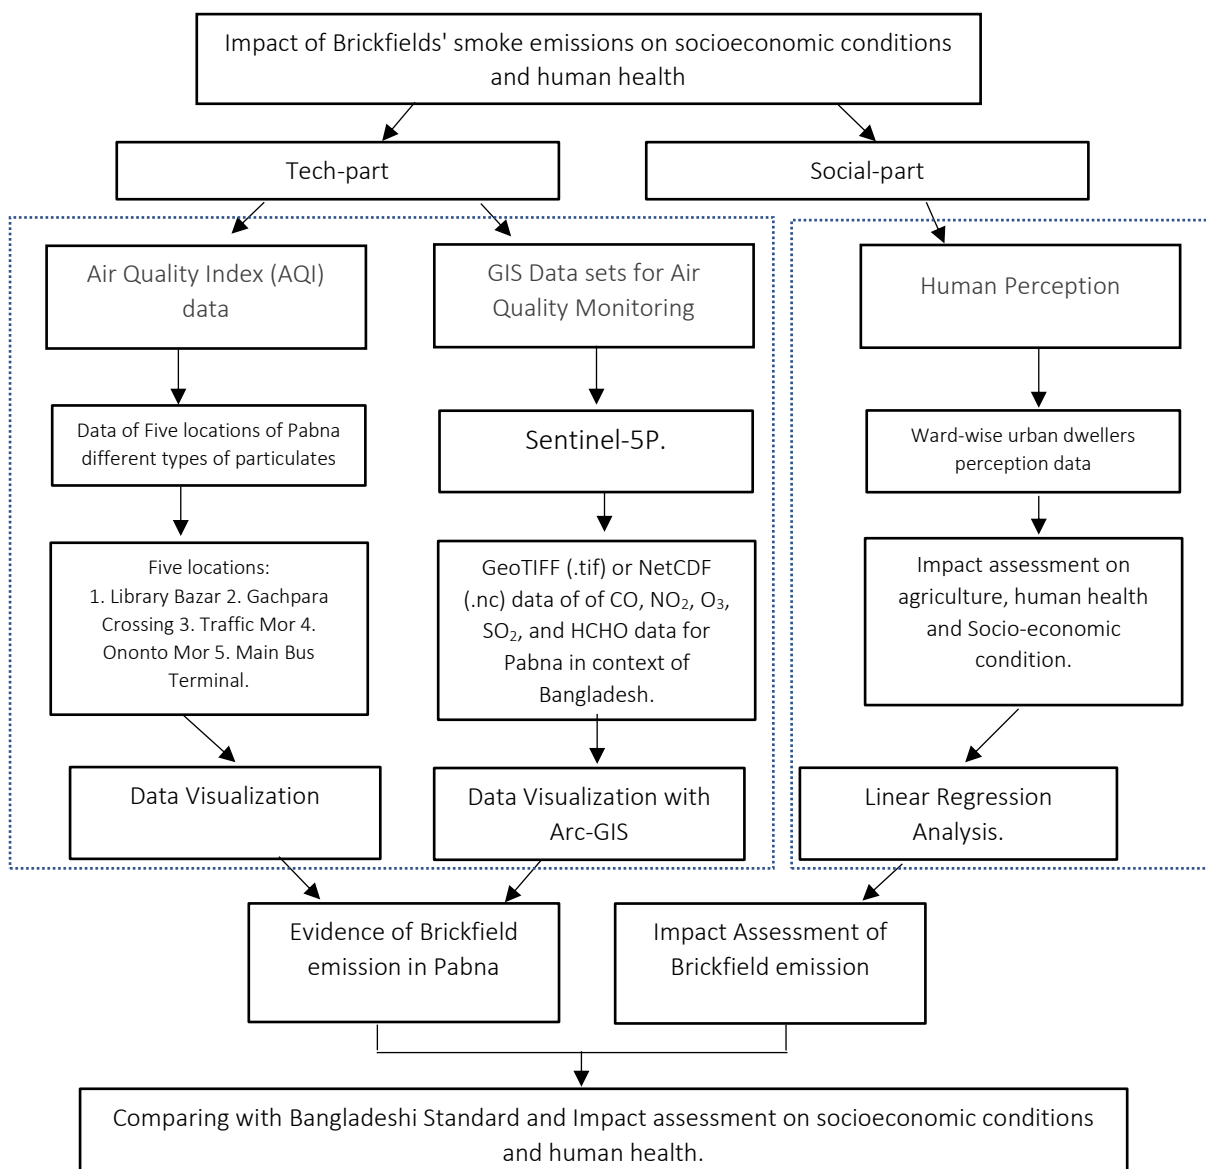 Impact of Brickfields' smoke emissions on socioeconomic conditions
and human health
Tech-part
Social-part
Air Quality Index (AQI)
data
GIS Data sets for Air
Quality Monitoring
Human Perception
Data of Five locations of Pabna
different types of particulates
Sentinel-5P.
Ward-wise urban dwellers
perception data
Five locations:
1. Library Bazar 2. Gachpara
Crossing 3. Traffic Mor 4.
Ononto Mor 5. Main Bus
Terminal.
GeoTIFF (.tif) or NetCDF
(.nc) data of of CO, NO₂, O₃,
SO₂, and HCHO data for
Pabna in context of
Bangladesh.
Impact assessment on
agriculture, human health
and Socio-economic
condition.
Data Visualization
Data Visualization with
Arc-GIS
Linear Regression
Analysis.
Evidence of Brickfield
emission in Pabna
Impact Assessment of
Brickfield emission
Comparing with Bangladeshi Standard and Impact assessment on socioeconomic conditions
and human health.